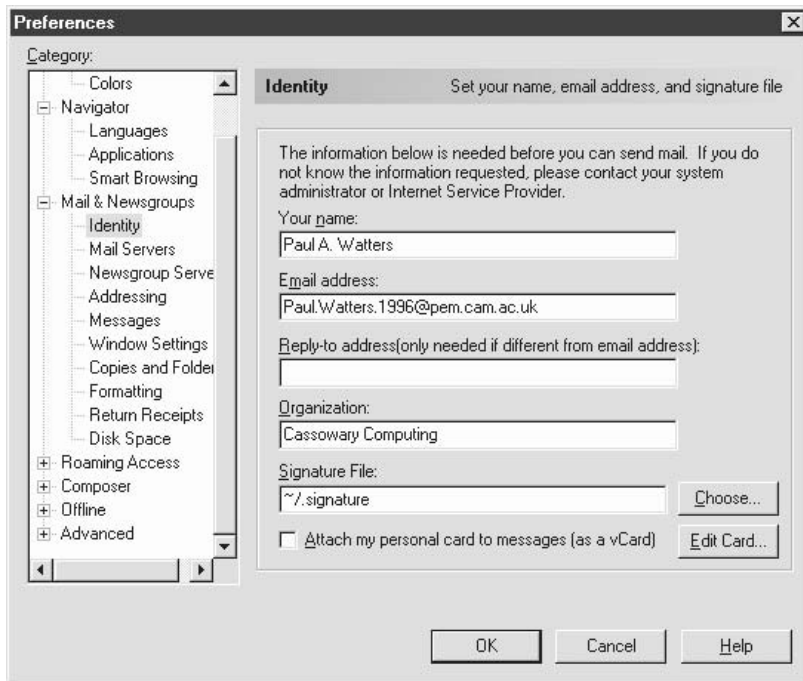 Preferences
Category:
Colors
Navigator
Languages
Applications
Smart Browsing
Mail & Newsgroups
Identity
Mail Servers
Newsgroup Serve
Addressing
Messages
Window Settings
Copies and Folder
Formatting
Return Receipts
Disk Space
Roaming Access
Composer
Offline
Advanced
Identity Set your name, email address, and signature file
The information below is needed before you can send mail. If you do
not know the information requested, please contact your system
administrator or Internet Service Provider.
Your name:
Paul A. Watters
Email address:
Paul.Watters.1996@pem.cam.ac.uk
Reply-to address(only needed if different from email address):
Organization:
Cassowary Computing
Signature File:
~/.signature
Choose...
Attach my personal card to messages (as a vCard)
Edit Card...
OK Cancel Help